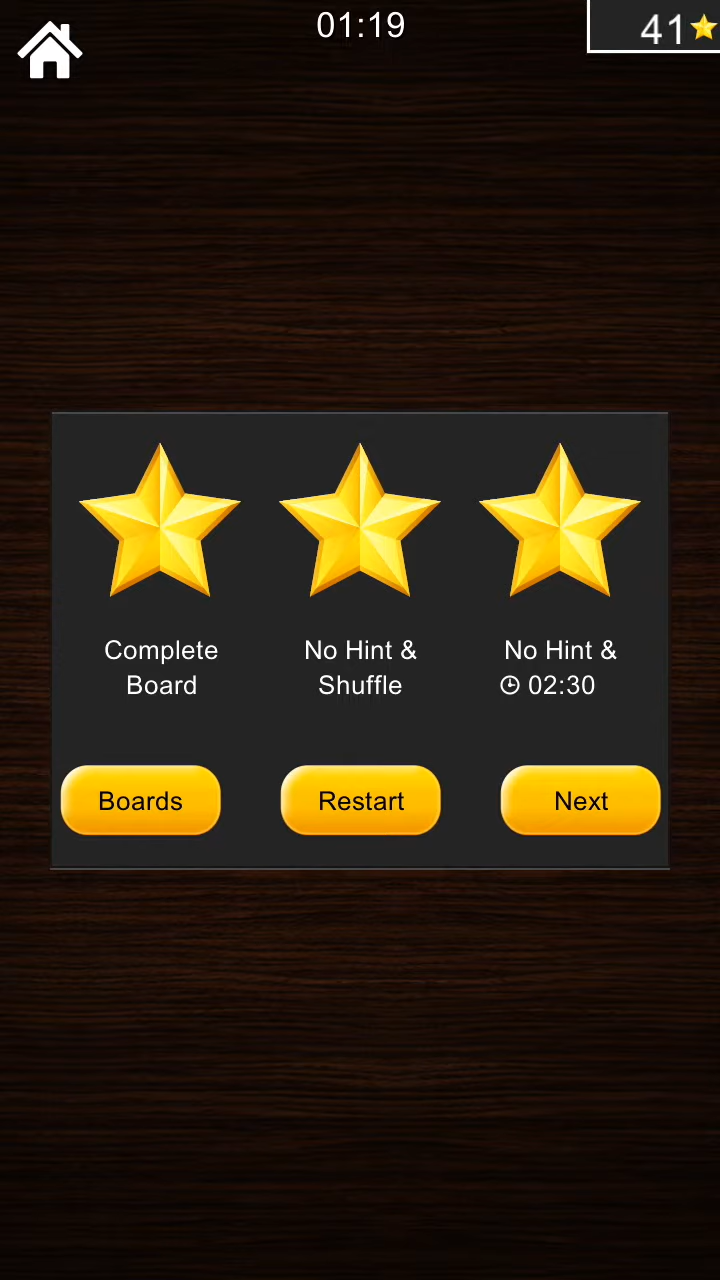 01:19
41
Complete
Board
No Hint &
Shuffle
No Hint &
02:30
Boards
Restart
Next